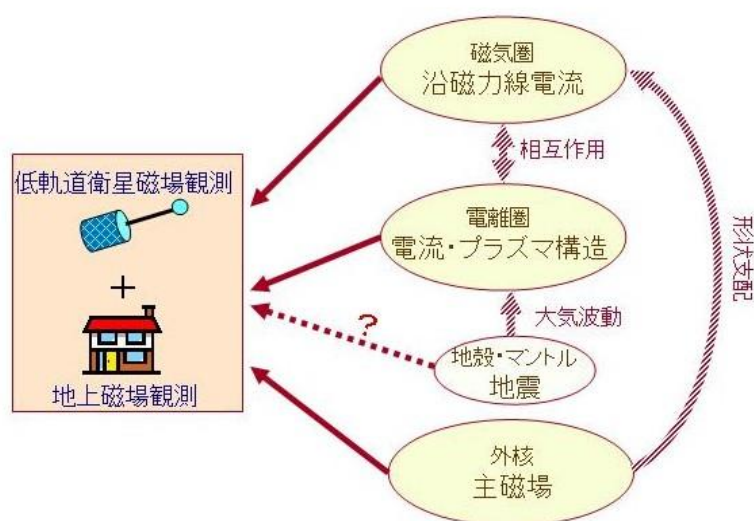 磁気圏
沿磁力線電流
相互作用
低軌道衛星磁場観測
+
地上磁場観測
電離圏
電流・プラズマ構造
形状支配
?
大気波動
地殻・マントル
地震
外核
主磁場